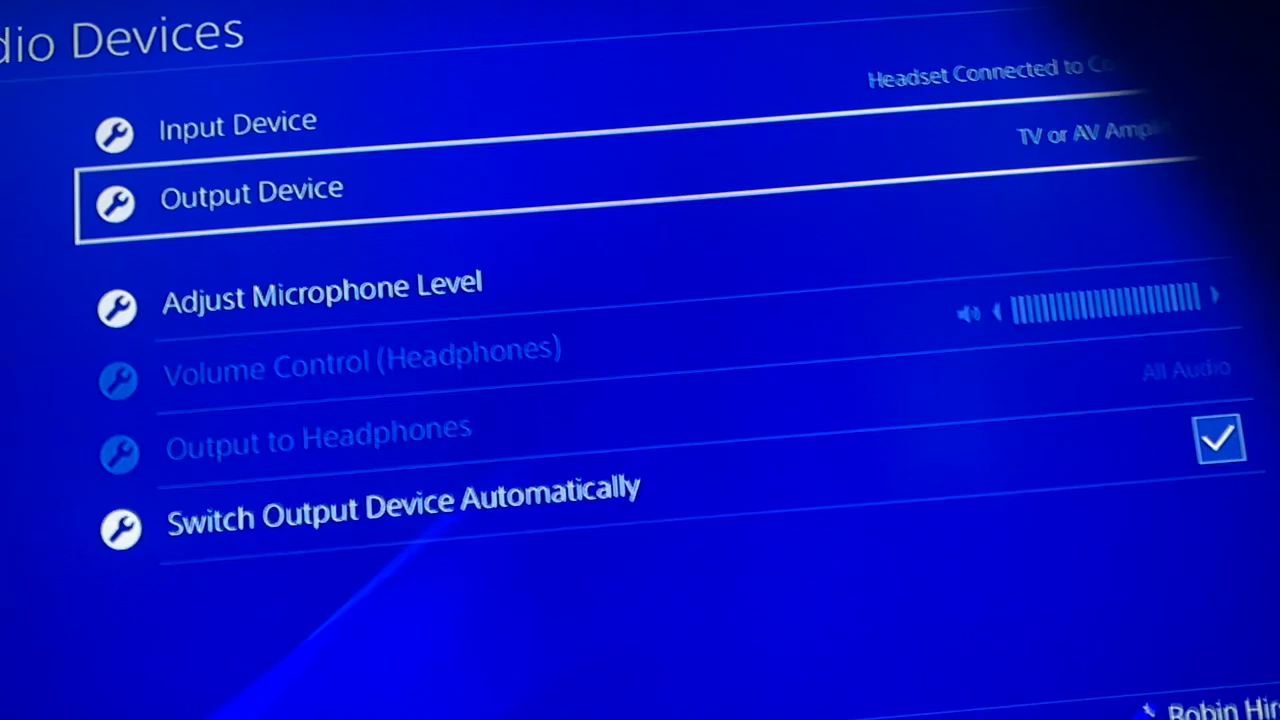 dio Devices
Input Device Headset Connected to
Output Device TV or AV
Adjust Microphone Level
Volume Control (Headphones)
Output to Headphones All Audio
Switch Output Device Automatically
Robin